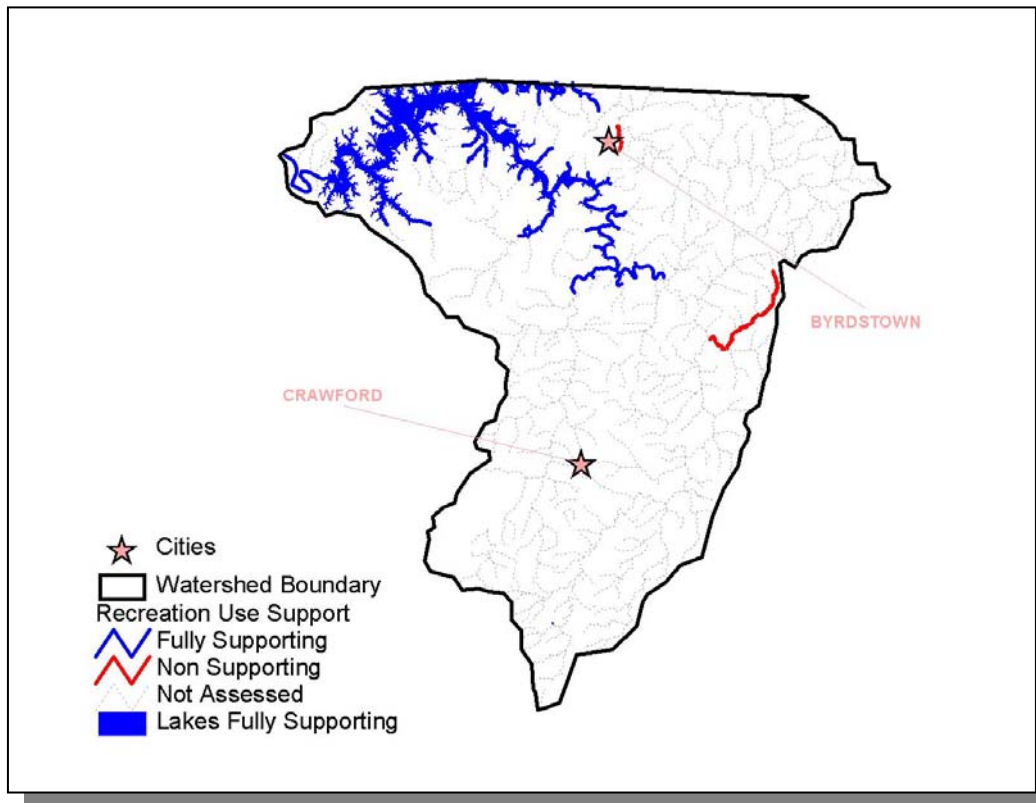 BYRDSTOWN
CRAWFORD
Cities
Watershed Boundary
Recreation Use Support
Fully Supporting
Non Supporting
Not Assessed
Lakes Fully Supporting